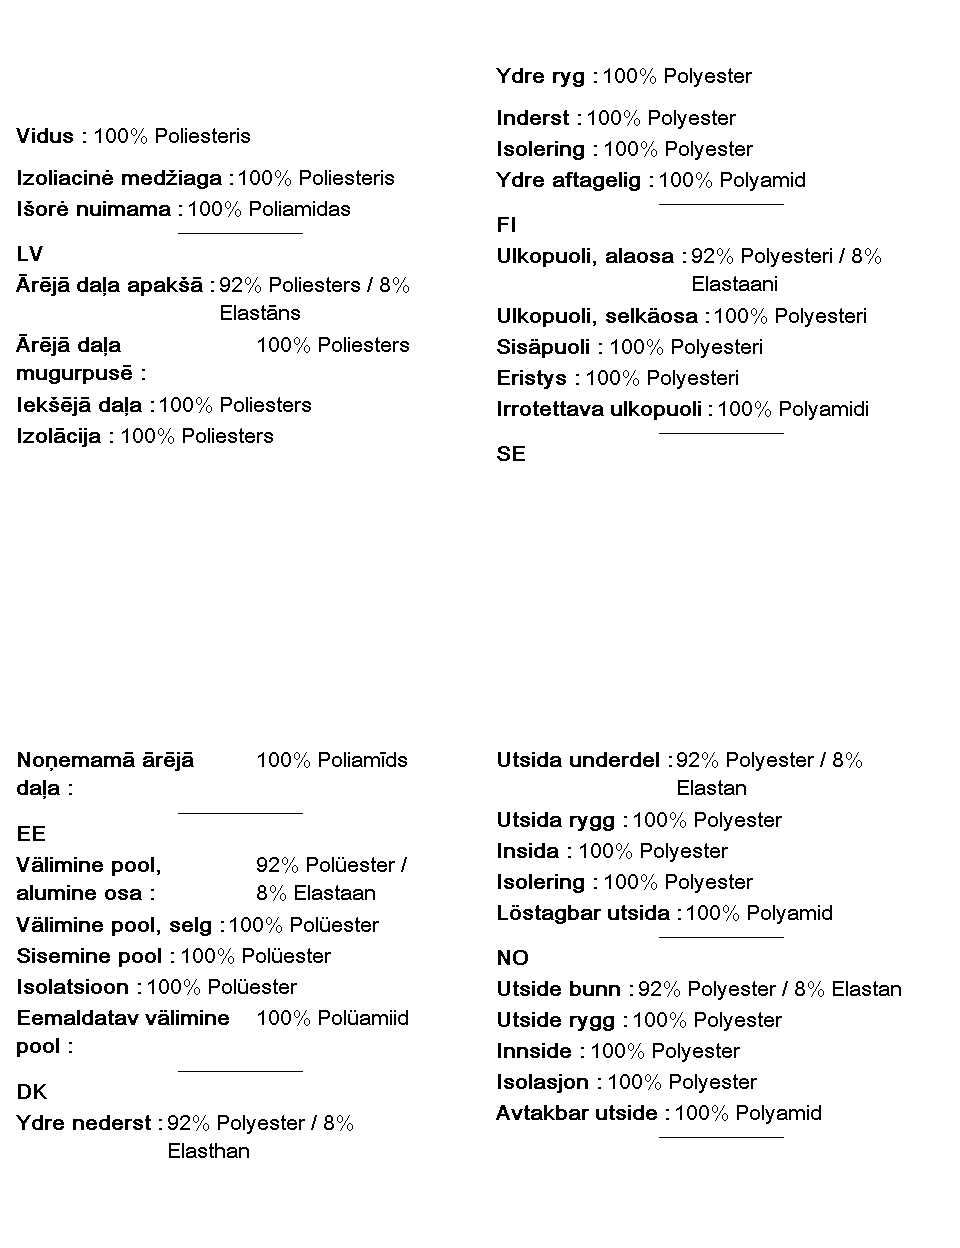 Vidus : 100% Poliesteris
Izoliacinė medžiaga : 100% Poliesteris
Išorė nuimama : 100% Poliamidas
LV
Ārējā daļa apakšā : 92% Poliesters / 8%
Elastāns
Ārējā daļa 100% Poliesters
mugurpusē :
Iekšējā daļa : 100% Poliesters
Izolācija : 100% Poliesters
Noņemamā ārējā 100% Poliamīds
daļa :
EE
Välimine pool, 92% Polüester /
alumine osa : 8% Elastaan
Välimine pool, selg : 100% Polüester
Sisemine pool : 100% Polüester
Isolatsioon : 100% Polüester
Eemaldatav välimine 100% Polüamiid
pool :
DK
Ydre nederst : 92% Polyester / 8%
Elasthan
Ydre ryg : 100% Polyester
Inderst : 100% Polyester
Isolering : 100% Polyester
Ydre aftagelig : 100% Polyamid
FI
Ulkopuoli, alaosa : 92% Polyesteri / 8%
Elastaani
Ulkopuoli, selkäosa : 100% Polyesteri
Sisäpuoli : 100% Polyesteri
Eristys : 100% Polyesteri
Irrotettava ulkopuoli : 100% Polyamidi
SE
Utsida underdel : 92% Polyester / 8%
Elastan
Utsida rygg : 100% Polyester
Insida : 100% Polyester
Isolering : 100% Polyester
Löstagbar utsida : 100% Polyamid
NO
Utside bunn : 92% Polyester / 8% Elastan
Utside rygg : 100% Polyester
Innside : 100% Polyester
Isolasjon : 100% Polyester
Avtakbar utside : 100% Polyamid